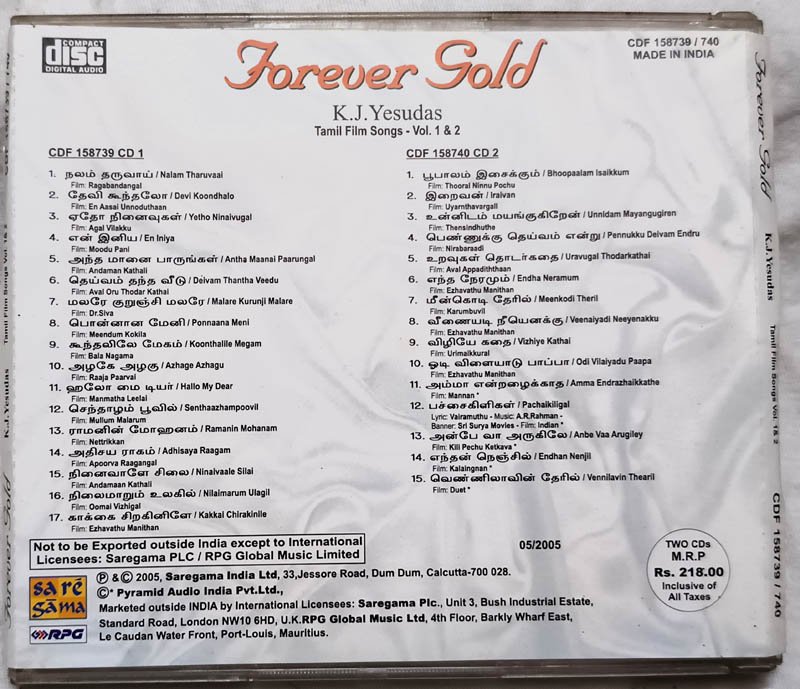 COMPACT
disc
DIGITAL AUDIO
Forever Gold
CDF 158739 / 740
MADE IN INDIA
K.J.Yesudas
Tamil Film Songs - Vol. 1 & 2
CDF 158739 CD 1
1. நலம் தருவாய் / Nalam Tharuvaai
Film: Ragabandangal
2. தேவி கூந்தலோ / Devi Koondhalo
Film: En Aasai Unnoduthaan
3. ஏதோ நினைவுகள் / Yetho Ninaivugal
Film: Agal Vilakku
4. என் இனிய / En Iniya
Film: Moodu Pani
5. அந்த மானை பாருங்கள் / Antha Maanai Paarungal
Film: Andaman Kathali
6. தெய்வம் தந்த வீடு / Deivam Thantha Veedu
Film: Aval Oru Thodar Kathai
7. மலரே குறுஞ்சி மலரே / Malare Kurunji Malare
Film: Dr.Siva
8. பொன்னான மேனி / Ponnaana Meni
Film: Meendum Kokila
9. கூந்தலிலே மேகம் / Koonthalile Megam
Film: Bala Nagama
10. அழகே அழகு / Azhage Azhagu
Film: Raaja Paarvai
11. ஹலோ மை டியர் / Hallo My Dear
Film: Manmatha Leelai
12. செந்தாழம் பூவில் / Senthaazhampoovil
Film: Mullum Malarum
13. ராமனின் மோஹனம் / Ramanin Mohanam
Film: Netrrikkan
14. அதிசய ராகம் / Adhisaya Raagam
Film: Apoorva Raagangal
15. நினைவாலே சிலை / Ninaivaale Silai
Film: Andamaan Kathali
16. நிலைமாறும் உலகில் / Nilaimarum Ulagil
Film: Oomai Vizhigal
17. காக்கை சிறகினிலே / Kakkai Chirakinile
Film: Ezhavathu Manithan
CDF 158740 CD 2
1. பூபாலம் இசைக்கும் / Bhoopaalam Isaikkum
Film: Thooral Ninnu Pochu
2. இறைவன் / Iraivan
Film: Uyarnthavargall
3. உன்னிடம் மயங்குகிறேன் / Unnidam Mayangugiren
Film: Thensindhuthe
4. பெண்ணுக்கு தெய்வம் என்று / Pennukku Deivam Endru
Film: Nirabaraadi
5. உறவுகள் தொடர்கதை / Uravugal Thodarkathai
Film: Aval Appadiththaan
6. எந்த நேரமும் / Endha Neramum
Film: Ezhavathu Manithan
7. மீன்கொடி தேரில் / Meenkodi Theril
Film: Karumbuvil
8. வீணையடி நீயெனக்கு / Veenaiyadi Neeyenakku
Film: Ezhavathu Manithan
9. விழியே கதை / Vizhiye Kathai
Film: Urimaikkural
10. ஓடி விளையாடு பாப்பா / Odi Vilaiyadu Paapa
Film: Ezhavathu Manithan
11. அம்மா என்றழைக்காத / Amma Endrazhaikkathe
Film: Mannan *
12. பச்சைகிளிகள் / Pachaikiligal
Lyric: Vairamuthu - Music: A.R.Rahman -
Banner: Sri Surya Movies - Film: Indian *
13. அன்பே வா அருகிலே / Anbe Vaa Arugiley
Film: Kili Pechu Ketkava *
14. எந்தன் நெஞ்சில் / Endhan Nenjil
Film: Kalaingnan *
15. வெண்ணிலாவின் தேரில் / Vennilavin Thearil
Film: Duet *
Not to be Exported outside India except to International
Licensees: Saregama PLC / RPG Global Music Limited
05/2005
TWO CDs
M.R.P
Rs. 218.00
Inclusive of
All Taxes
sa re
gama
RPG
Ⓟ & © 2005, Saregama India Ltd, 33,Jessore Road, Dum Dum, Calcutta-700 028.
©* Pyramid Audio India Pvt.Ltd.,
Marketed outside INDIA by International Licensees: Saregama Plc., Unit 3, Bush Industrial Estate,
Standard Road, London NW10 6HD, U.K.RPG Global Music Ltd, 4th Floor, Barkly Wharf East,
Le Caudan Water Front, Port-Louis, Mauritius.
Forever Gold K.J.Yesudas Tamil Film Songs Vol. 1 & 2 CDF 158739 / 740
Forever Gold K.J.Yesudas Tamil Film Songs Vol. 1 & 2 CDF 158739 / 740